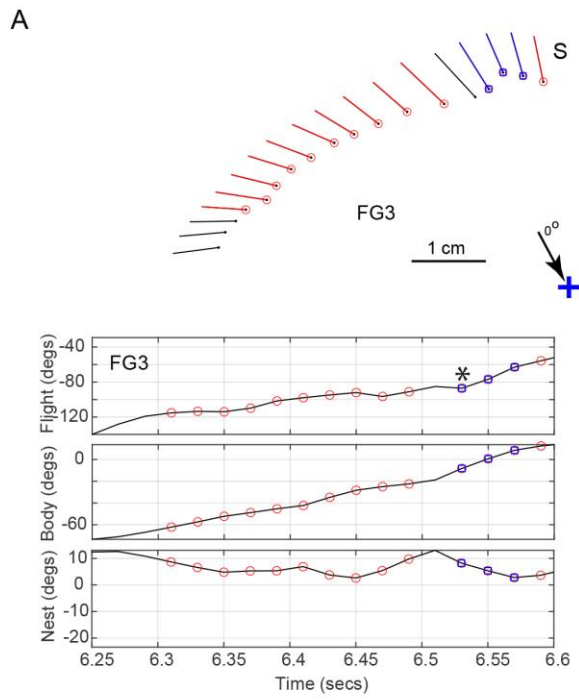 A
S
FG3
1 cm
0°
FG3
*
Flight (degs)
-40
-80
-120
Body (degs)
0
-60
Nest (degs)
10
0
-10
-20
6.25 6.3 6.35 6.4 6.45 6.5 6.55 6.6
Time (secs)